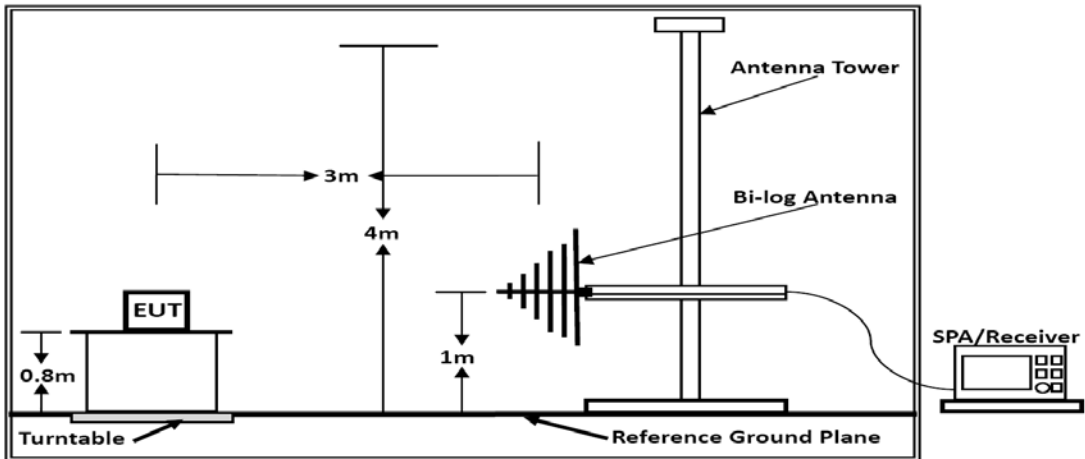 Antenna Tower
3m
Bi-log Antenna
4m
EUT
SPA/Receiver
1m
0.8m
Turntable
Reference Ground Plane